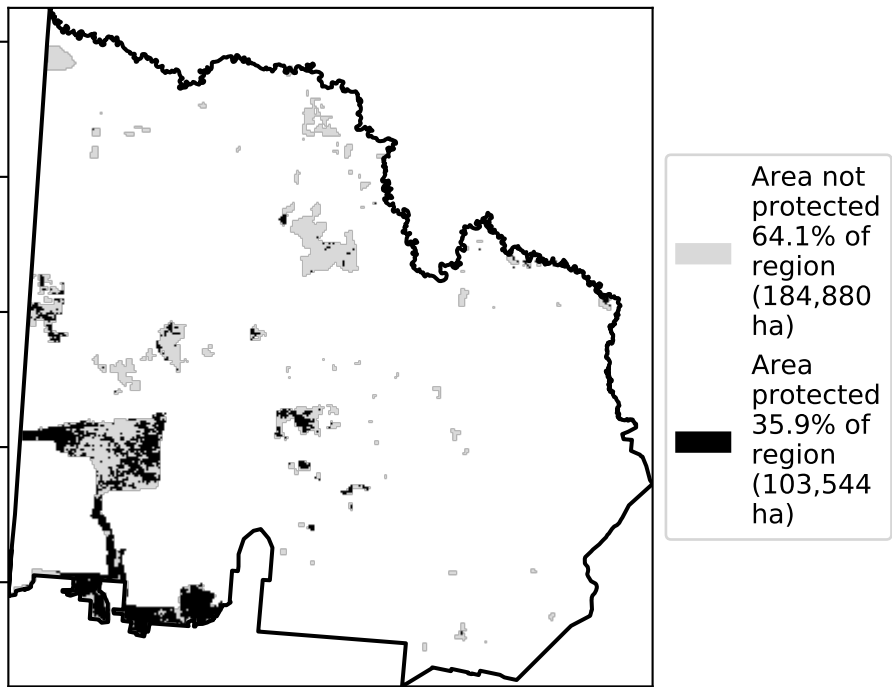 Area not
protected
64.1% of
region
(184,880
ha)
Area
protected
35.9% of
region
(103,544
ha)